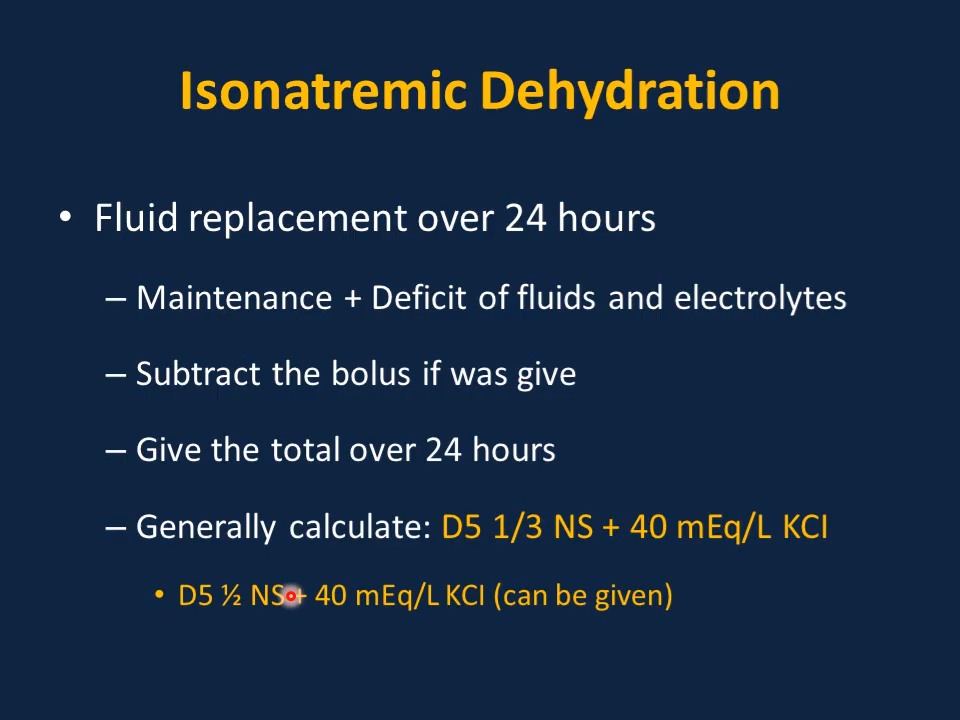 Isonatremic Dehydration
• Fluid replacement over 24 hours
– Maintenance + Deficit of fluids and electrolytes
– Subtract the bolus if was give
– Give the total over 24 hours
– Generally calculate: D5 1/3 NS + 40 mEq/L KCl
• D5 ½ NS + 40 mEq/L KCl (can be given)